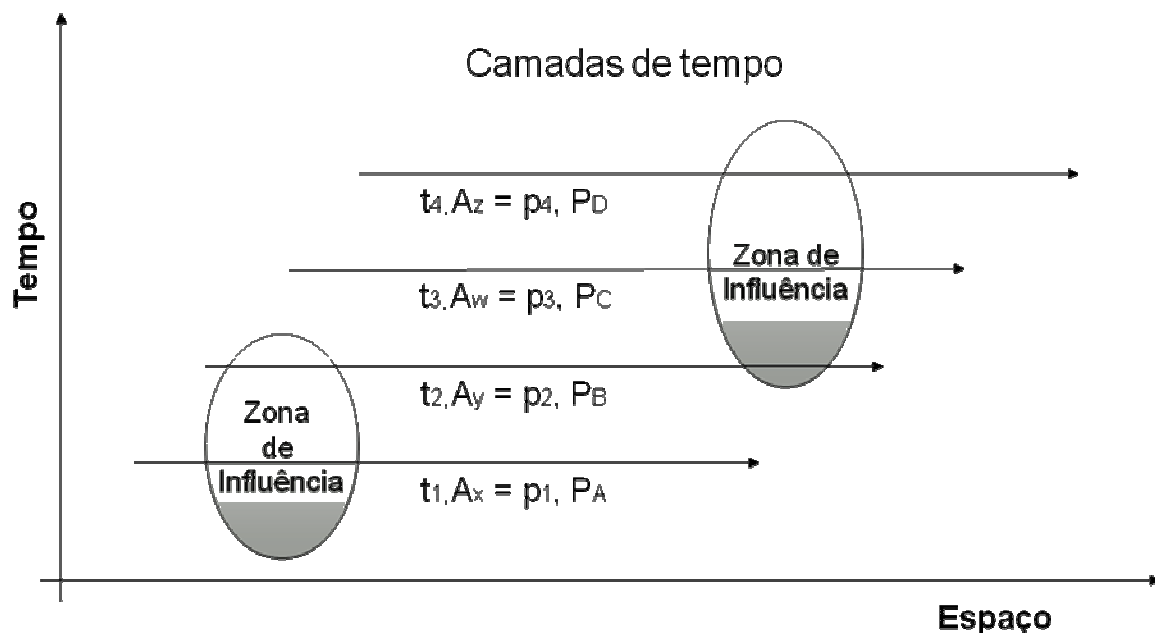 Camadas de tempo
Tempo
t4.Az = p4, PD
Zona de
Influência
t3.Aw = p3, PC
t2.Ay = p2, PB
Zona
de
Influência
t1.Ax = p1, PA
Espaço